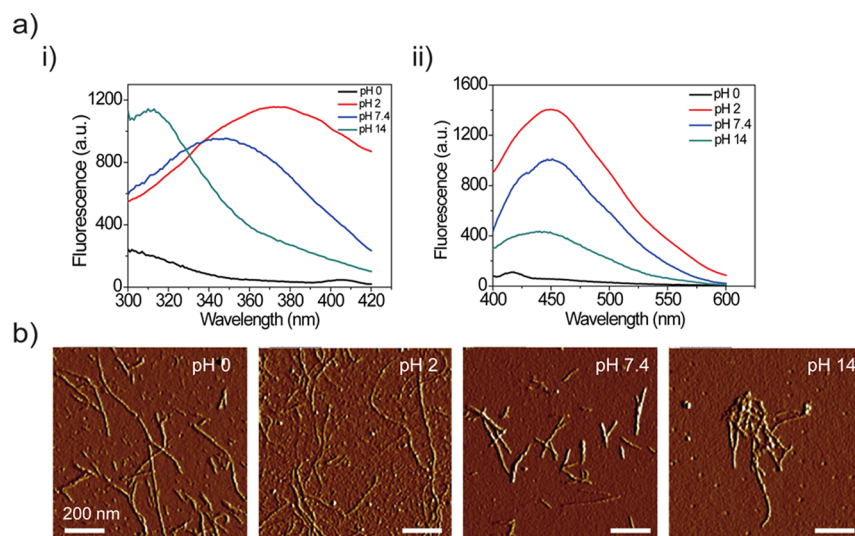 a)
i)
ii)
Fluorescence (a.u.)
1200
800
400
0
pH 0
pH 2
pH 7.4
pH 14
300 320 340 360 380 400 420
Wavelength (nm)
Fluorescence (a.u.)
1600
1200
800
400
0
pH 0
pH 2
pH 7.4
pH 14
400 450 500 550 600
Wavelength (nm)
b)
pH 0
200 nm
pH 2
pH 7.4
pH 14